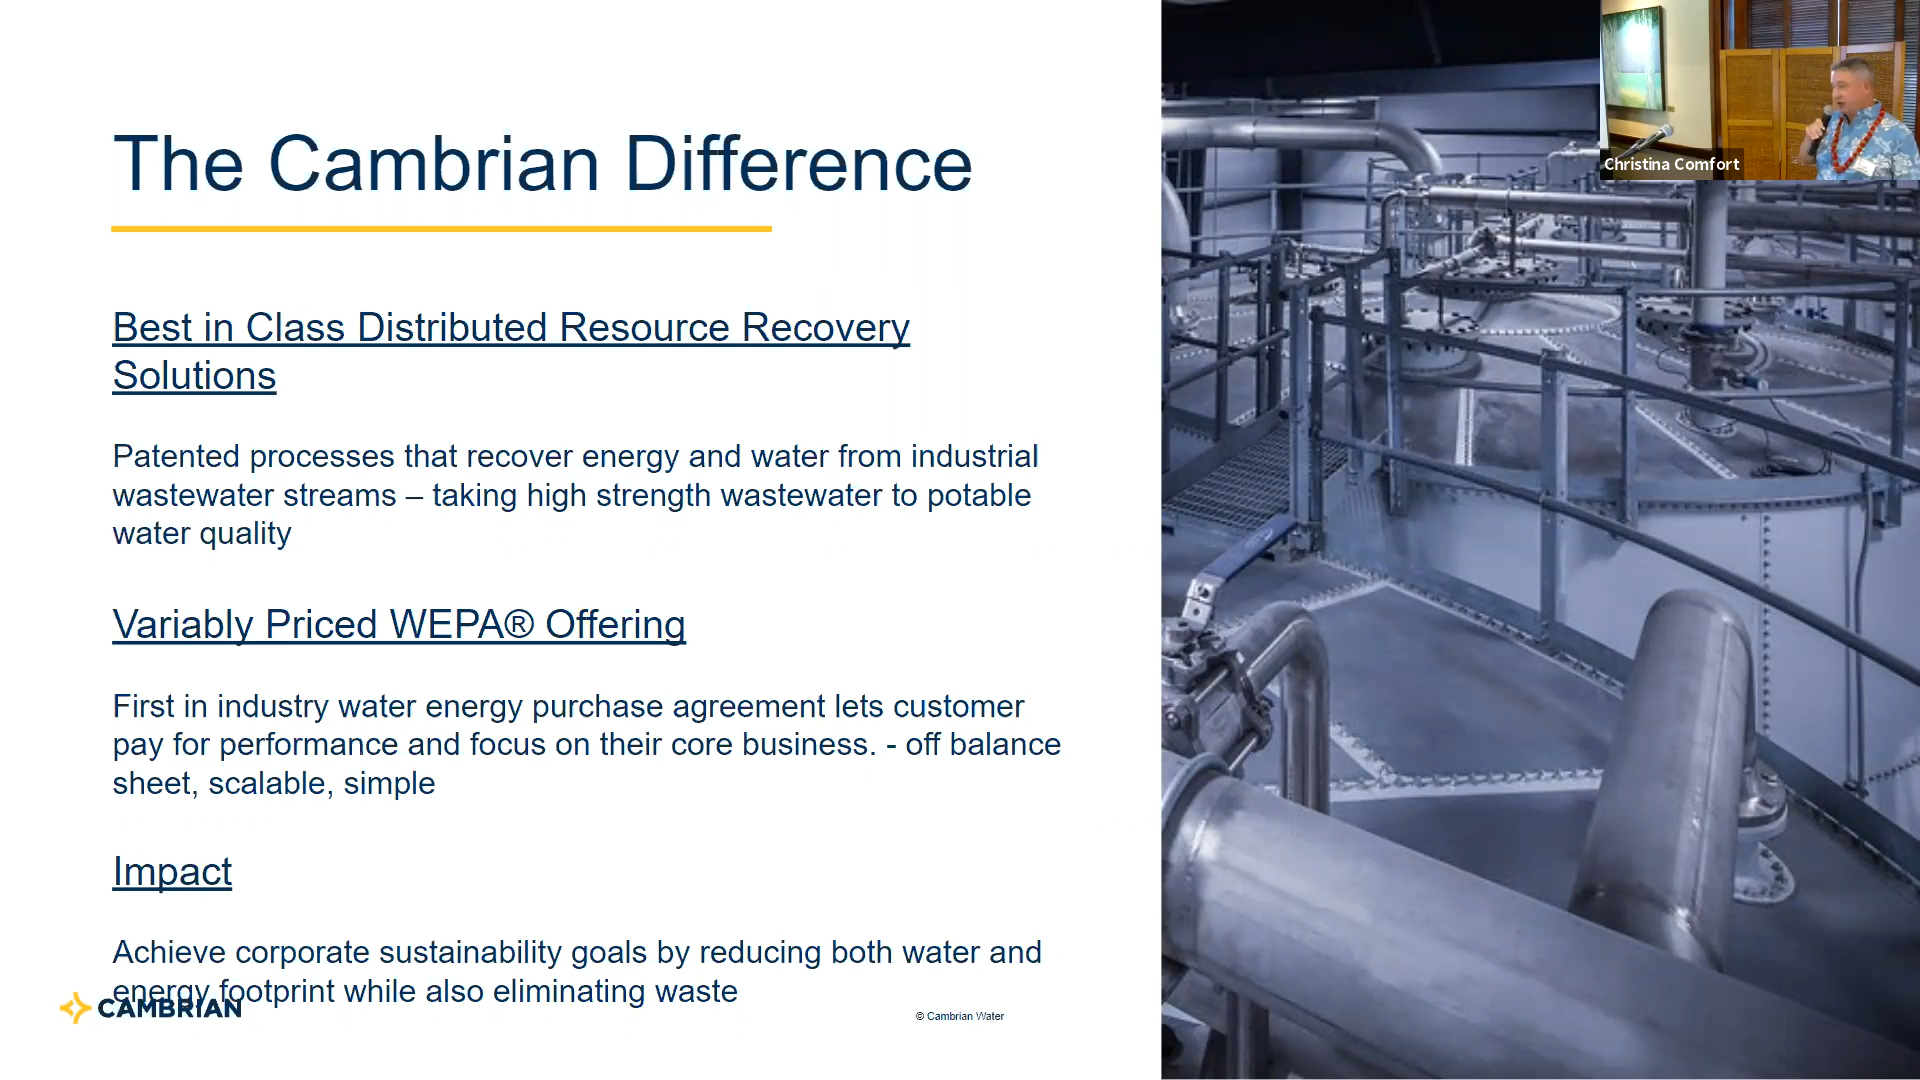 The Cambrian Difference
Best in Class Distributed Resource Recovery
Solutions
Patented processes that recover energy and water from industrial
wastewater streams – taking high strength wastewater to potable
water quality
Variably Priced WEPA® Offering
First in industry water energy purchase agreement lets customer
pay for performance and focus on their core business. - off balance
sheet, scalable, simple
Impact
Achieve corporate sustainability goals by reducing both water and
energy footprint while also eliminating waste
CAMBRIAN
© Cambrian Water
Christina Comfort